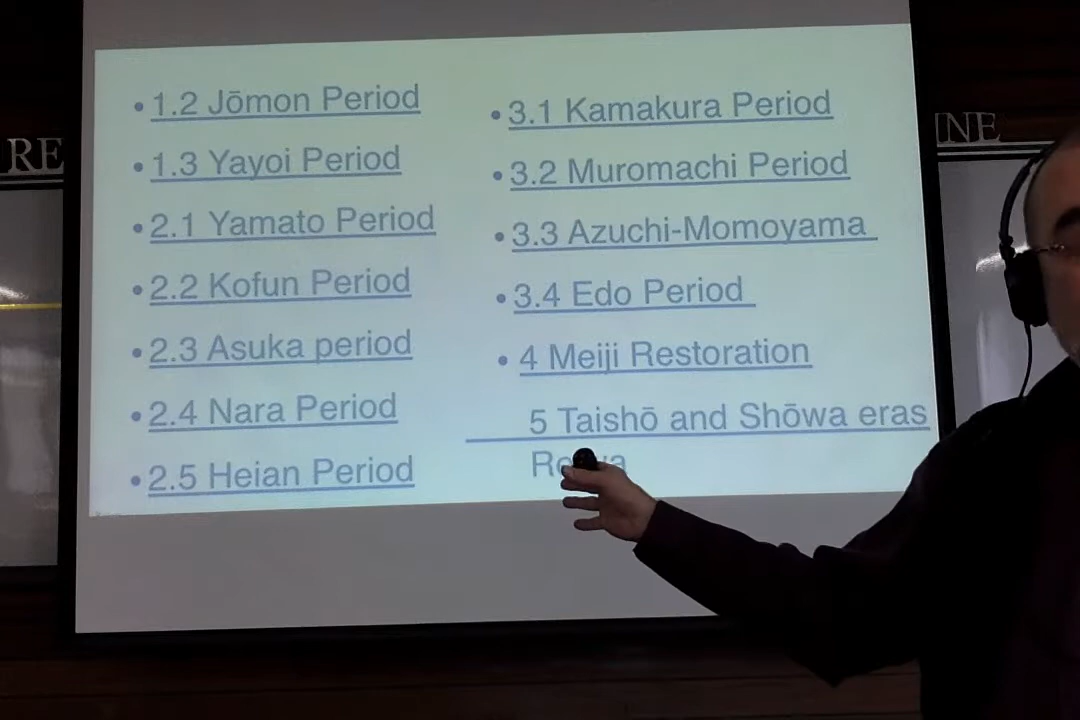 • 1.2 Jōmon Period
• 1.3 Yayoi Period
• 2.1 Yamato Period
• 2.2 Kofun Period
• 2.3 Asuka period
• 2.4 Nara Period
• 2.5 Heian Period
• 3.1 Kamakura Period
• 3.2 Muromachi Period
• 3.3 Azuchi-Momoyama
• 3.4 Edo Period
• 4 Meiji Restoration
5 Taishō and Shōwa eras
RE
INE